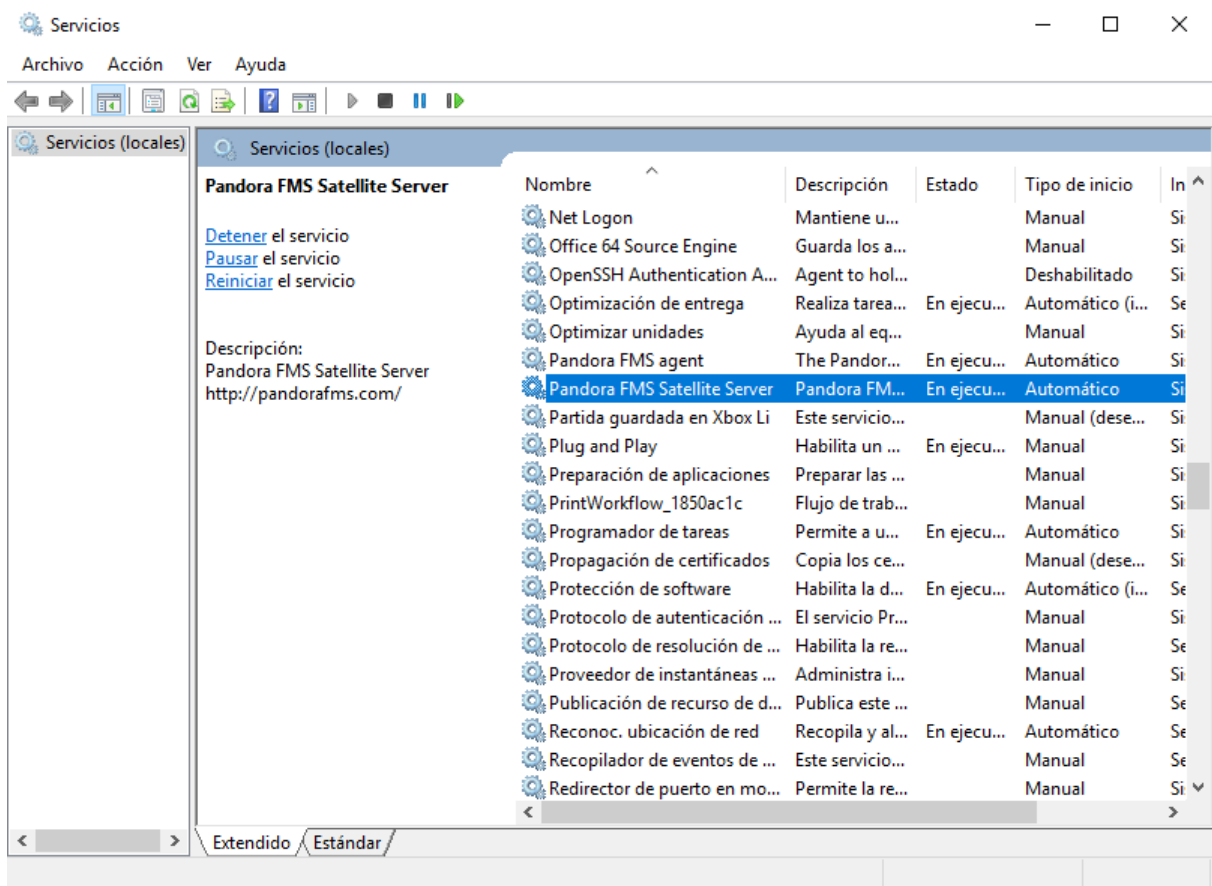 Servicios
Archivo Acción Ver Ayuda
Servicios (locales)
Servicios (locales)
Pandora FMS Satellite Server
Detener el servicio
Pausar el servicio
Reiniciar el servicio
Descripción:
Pandora FMS Satellite Server
http://pandorafms.com/
Nombre Descripción Estado Tipo de inicio In
Net Logon Mantiene u... Manual Si
Office 64 Source Engine Guarda los a... Manual Si
OpenSSH Authentication A... Agent to hol... Deshabilitado Si
Optimización de entrega Realiza tarea... En ejecu... Automático (i... Se
Optimizar unidades Ayuda al eq... Manual Si
Pandora FMS agent The Pandor... En ejecu... Automático Si
Pandora FMS Satellite Server Pandora FM... En ejecu... Automático Si
Partida guardada en Xbox Li Este servicio... Manual (dese... Si
Plug and Play Habilita un ... En ejecu... Manual Si
Preparación de aplicaciones Preparar las ... Manual Si
PrintWorkflow_1850ac1c Flujo de trab... Manual Si
Programador de tareas Permite a u... En ejecu... Automático Si
Propagación de certificados Copia los ce... Manual (dese... Si
Protección de software Habilita la d... En ejecu... Automático (i... Se
Protocolo de autenticación ... El servicio Pr... Manual Si
Protocolo de resolución de ... Habilita la re... Manual Se
Proveedor de instantáneas ... Administra i... Manual Si
Publicación de recurso de d... Publica este ... Manual Se
Reconoc. ubicación de red Recopila y al... En ejecu... Automático Se
Recopilador de eventos de ... Este servicio... Manual Se
Redirector de puerto en mo... Permite la re... Manual Si
Extendido Estándar